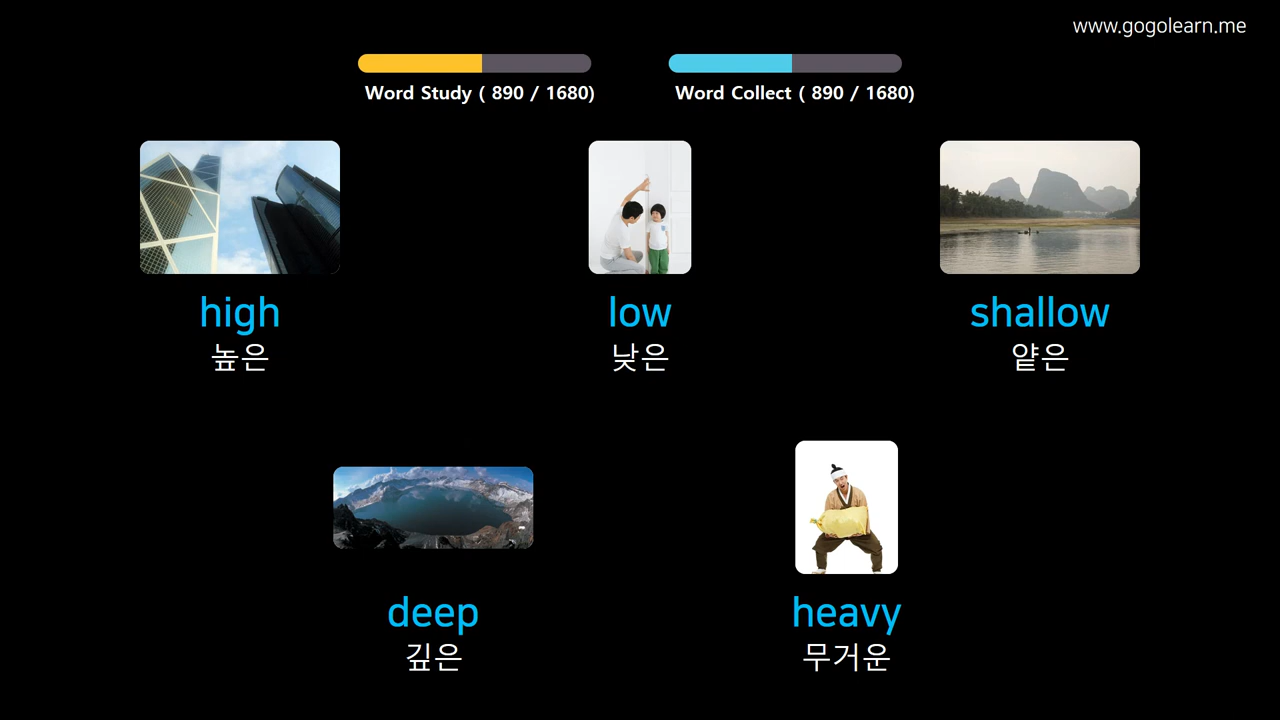 www.gogolearn.me
Word Study ( 890 / 1680)
Word Collect ( 890 / 1680)
high
높은
low
낮은
shallow
얕은
deep
깊은
heavy
무거운